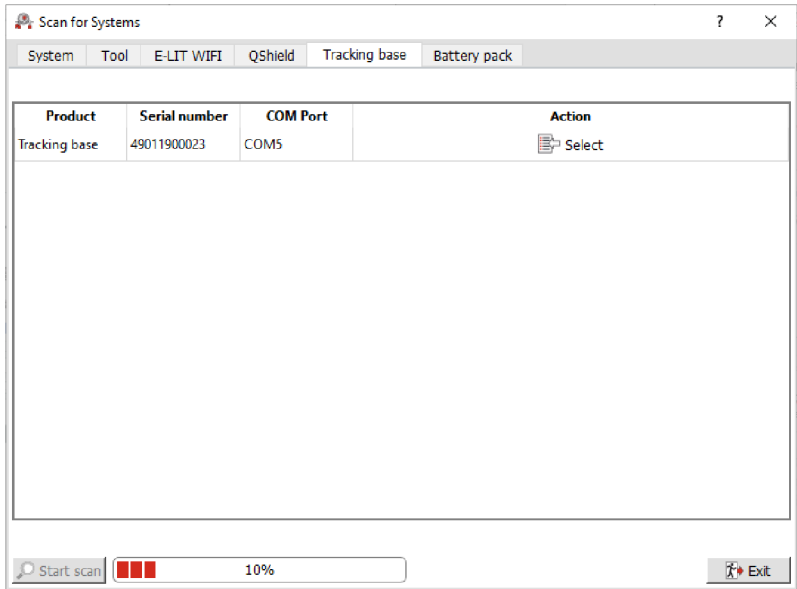 Scan for Systems ?
System Tool E-LIT WIFI QShield Tracking base Battery pack
Product Serial number COM Port Action
Tracking base 49011900023 COM5 Select
Start scan 10% Exit